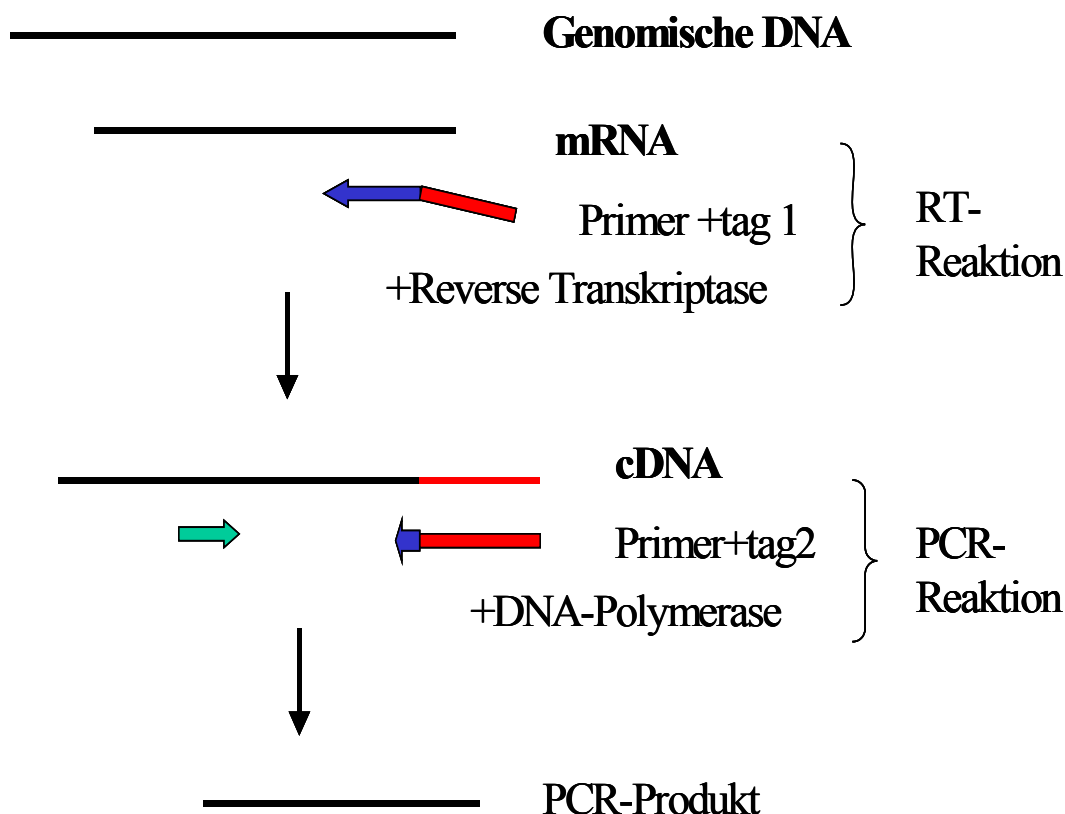 Genomische DNA
mRNA
Primer +tag 1
+Reverse Transkriptase
RT-
Reaktion
cDNA
Primer+tag2
+DNA-Polymerase
PCR-
Reaktion
PCR-Produkt